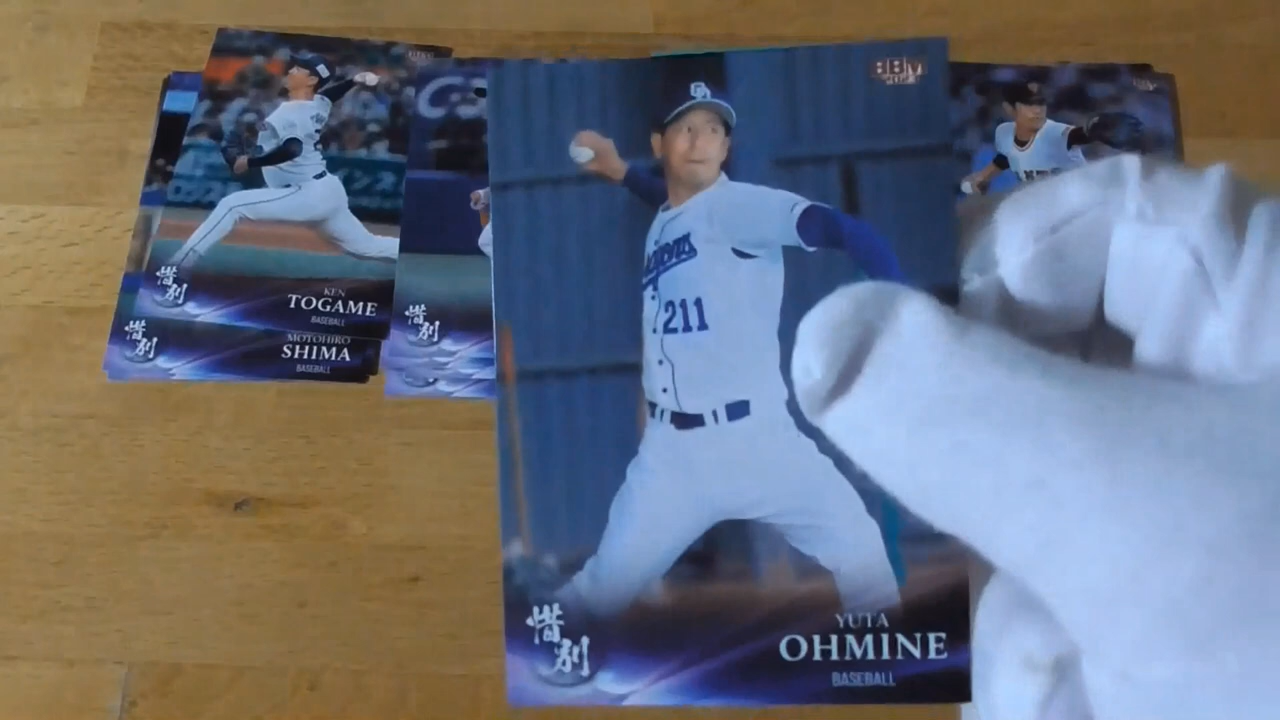 惜別
KEN
TOGAME
BASEBALL
惜別
MOTOHIRO
SHIMA
BASEBALL
惜別
BBM
211
惜別
YUTA
OHMINE
BASEBALL